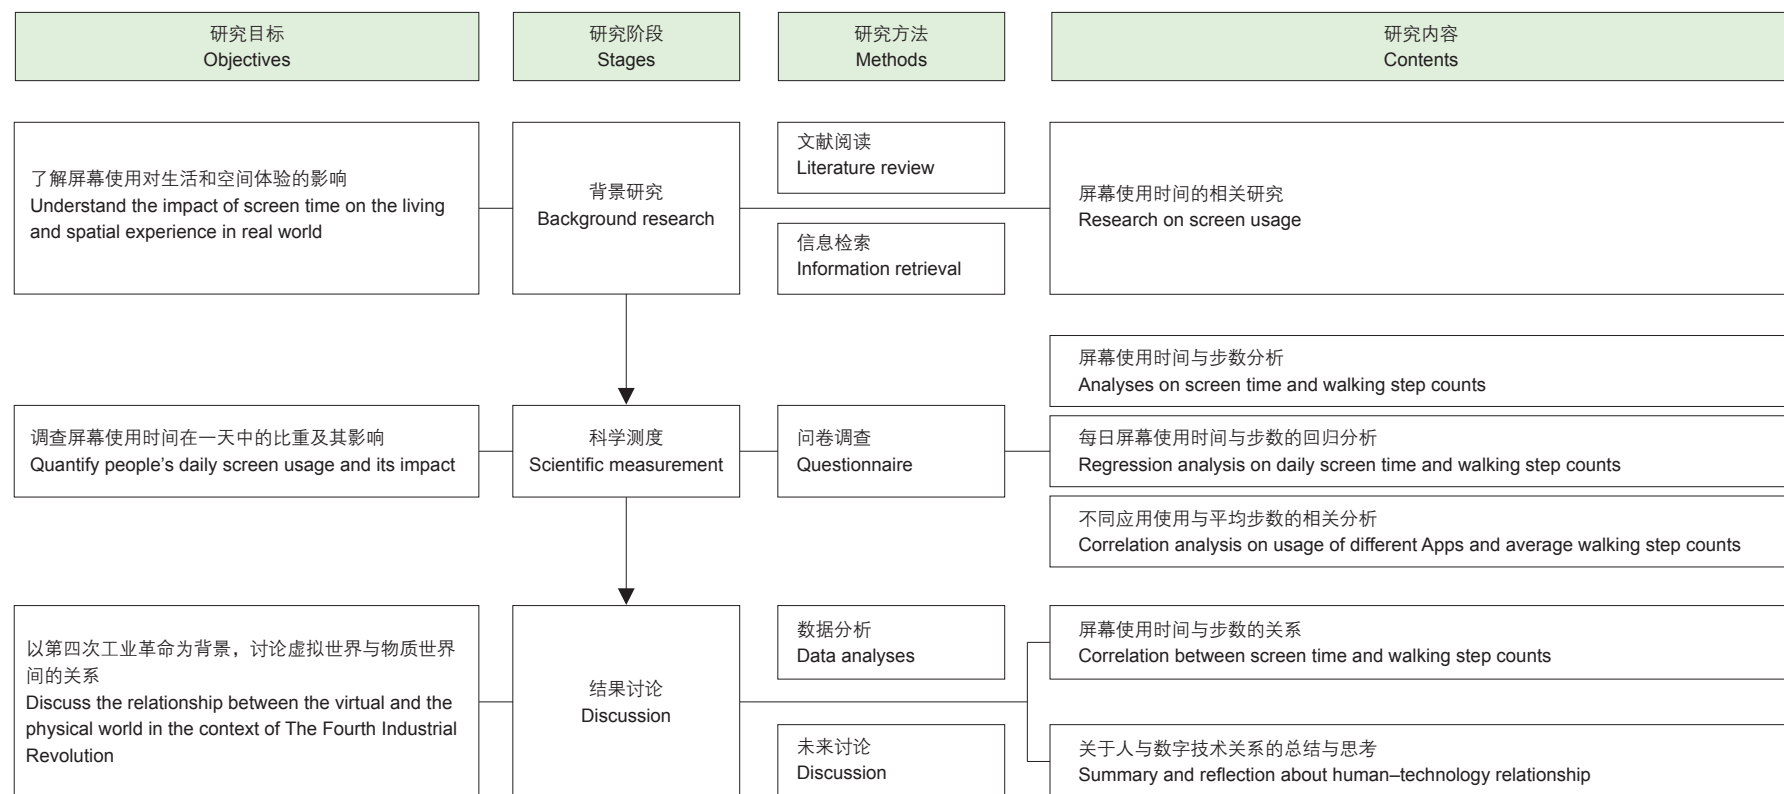 研究目标
Objectives
研究阶段
Stages
研究方法
Methods
研究内容
Contents
了解屏幕使用对生活和空间体验的影响
Understand the impact of screen time on the living
and spatial experience in real world
背景研究
Background research
文献阅读
Literature review
信息检索
Information retrieval
屏幕使用时间的相关研究
Research on screen usage
调查屏幕使用时间在一天中的比重及其影响
Quantify people's daily screen usage and its impact
科学测度
Scientific measurement
问卷调查
Questionnaire
屏幕使用时间与步数分析
Analyses on screen time and walking step counts
每日屏幕使用时间与步数的回归分析
Regression analysis on daily screen time and walking step counts
不同应用使用与平均步数的相关分析
Correlation analysis on usage of different Apps and average walking step counts
以第四次工业革命为背景，讨论虚拟世界与物质世界
间的关系
Discuss the relationship between the virtual and the
physical world in the context of The Fourth Industrial
Revolution
结果讨论
Discussion
数据分析
Data analyses
未来讨论
Discussion
屏幕使用时间与步数的关系
Correlation between screen time and walking step counts
关于人与数字技术关系的总结与思考
Summary and reflection about human–technology relationship